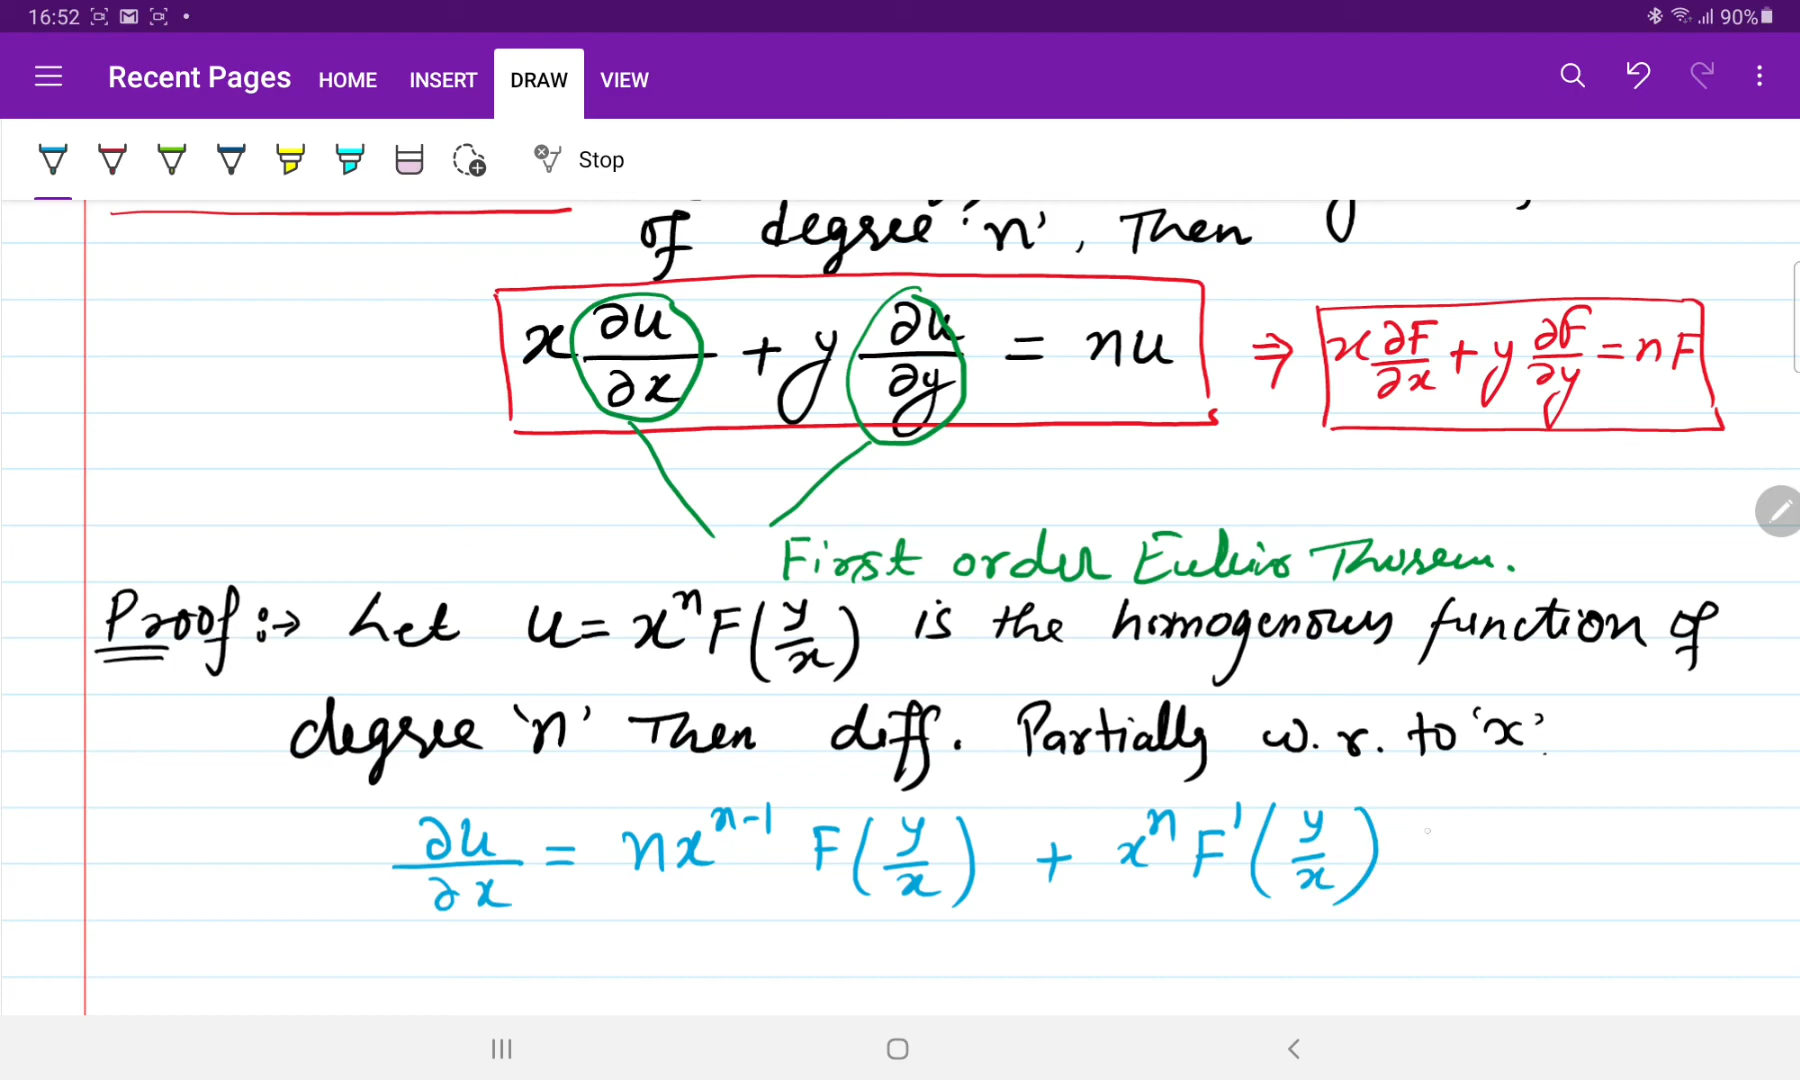 16:52
90%
Recent Pages HOME INSERT DRAW VIEW
Stop
of degree 'n', Then
x ∂u/∂x + y ∂u/∂y = nu ⇒ x ∂F/∂x + y ∂F/∂y = nF
First order Euler's Theorem.
Proof :→ Let u = xⁿF(y/x) is the homogenous function of
degree 'n' Then diff. Partially w.r. to 'x'.
∂u/∂x = nxⁿ⁻¹ F(y/x) + xⁿF'(y/x)